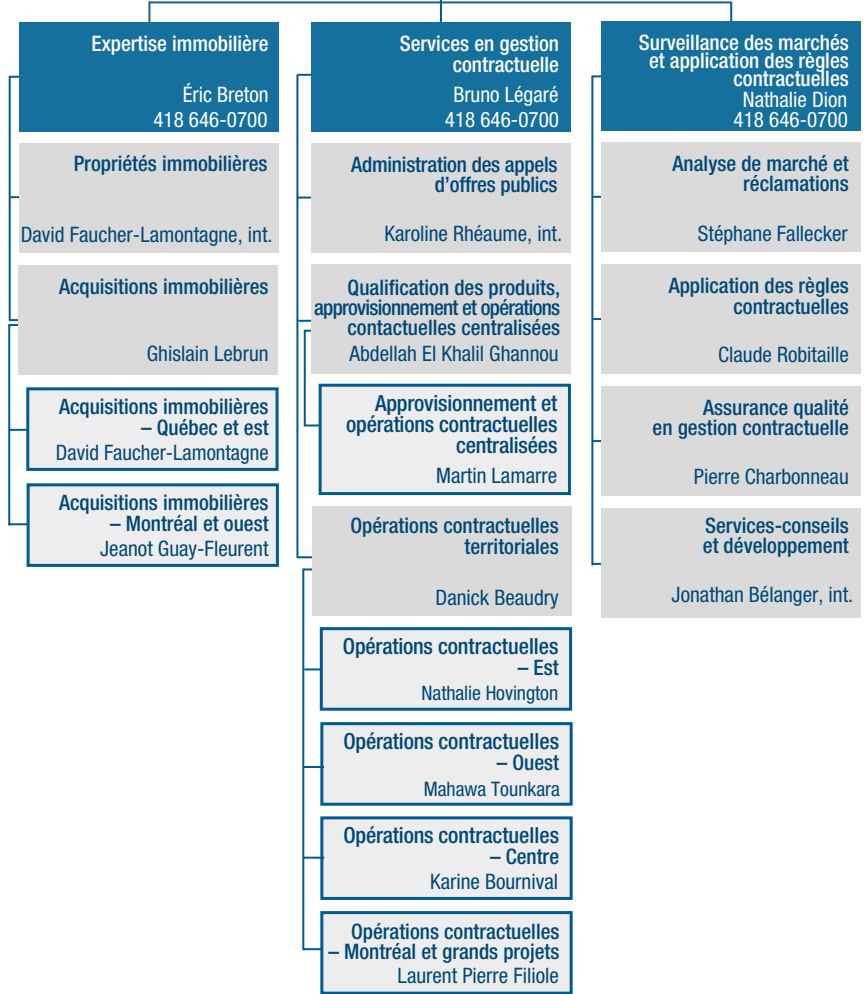 Expertise immobilière
Éric Breton
418 646-0700
Propriétés immobilières
David Faucher-Lamontagne, int.
Acquisitions immobilières
Ghislain Lebrun
Acquisitions immobilières
– Québec et est
David Faucher-Lamontagne
Acquisitions immobilières
– Montréal et ouest
Jeanot Guay-Fleurent
Services en gestion
contractuelle
Bruno Légaré
418 646-0700
Administration des appels
d'offres publics
Karoline Rhéaume, int.
Qualification des produits,
approvisionnement et opérations
contactuelles centralisées
Abdellah El Khalil Ghannou
Approvisionnement et
opérations contractuelles
centralisées
Martin Lamarre
Opérations contractuelles
territoriales
Danick Beaudry
Opérations contractuelles
– Est
Nathalie Hovington
Opérations contractuelles
– Ouest
Mahawa Tounkara
Opérations contractuelles
– Centre
Karine Bournival
Opérations contractuelles
– Montréal et grands projets
Laurent Pierre Filiole
Surveillance des marchés
et application des règles
contractuelles
Nathalie Dion
418 646-0700
Analyse de marché et
réclamations
Stéphane Fallecker
Application des règles
contractuelles
Claude Robitaille
Assurance qualité
en gestion contractuelle
Pierre Charbonneau
Services-conseils
et développement
Jonathan Bélanger, int.